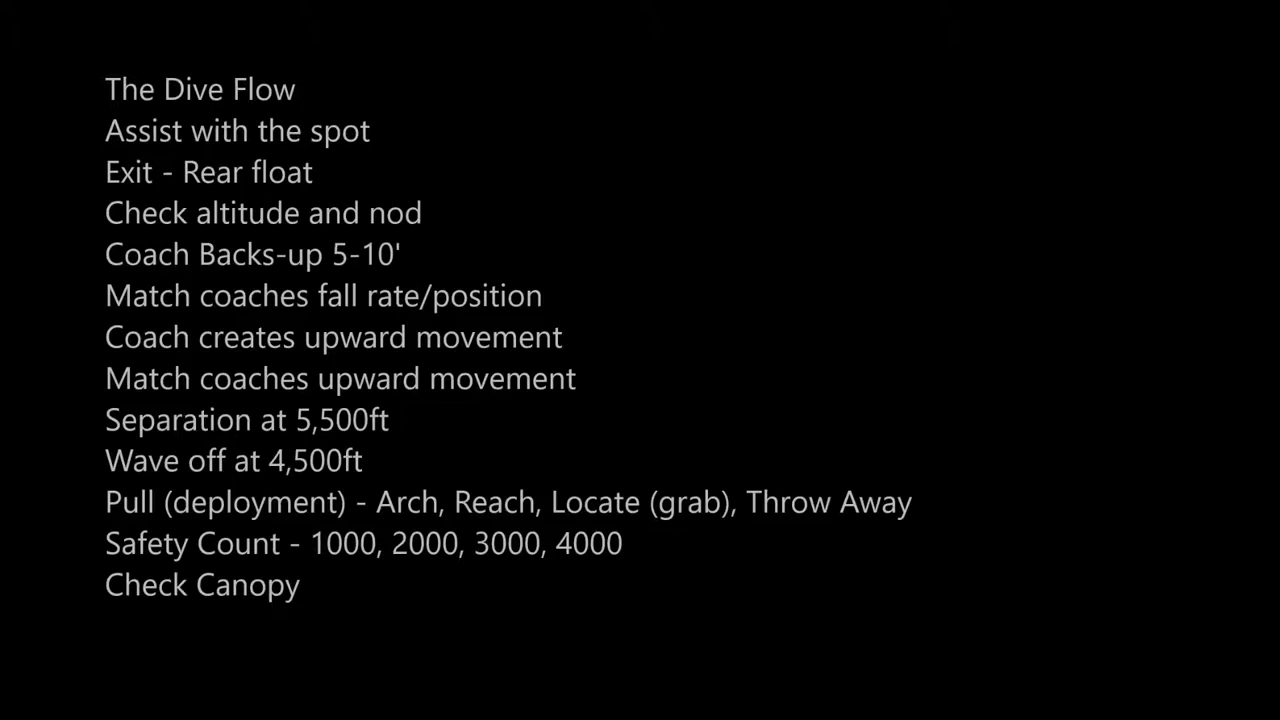 The Dive Flow
Assist with the spot
Exit - Rear float
Check altitude and nod
Coach Backs-up 5-10'
Match coaches fall rate/position
Coach creates upward movement
Match coaches upward movement
Separation at 5,500ft
Wave off at 4,500ft
Pull (deployment) - Arch, Reach, Locate (grab), Throw Away
Safety Count - 1000, 2000, 3000, 4000
Check Canopy